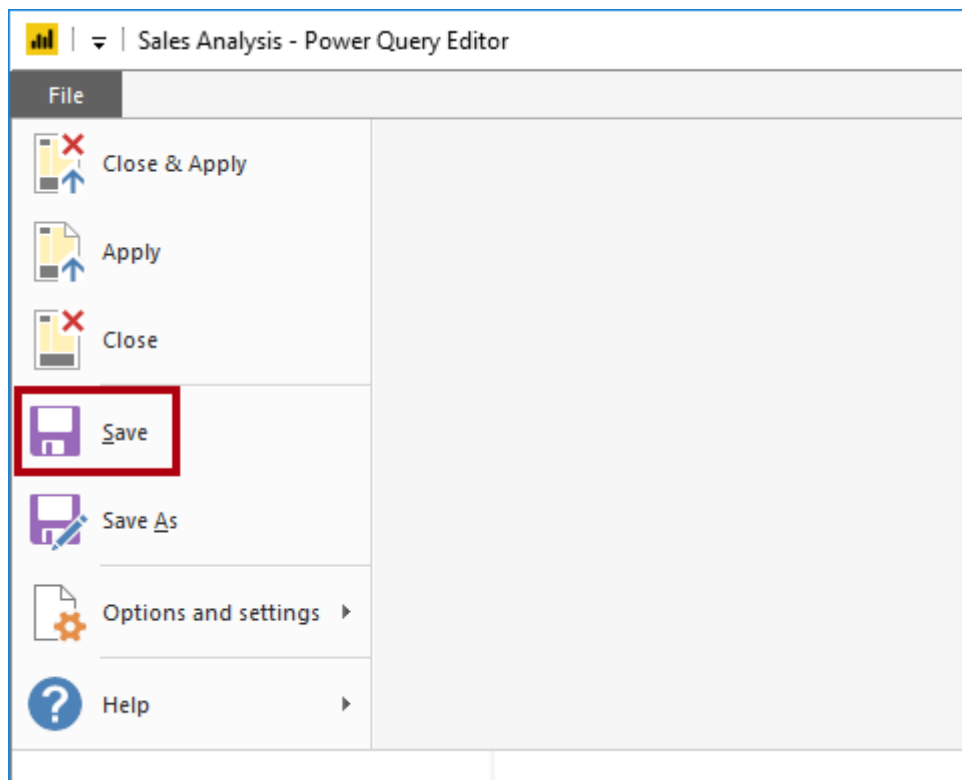 Sales Analysis - Power Query Editor
File
Close & Apply
Apply
Close
Save
Save As
Options and settings
Help